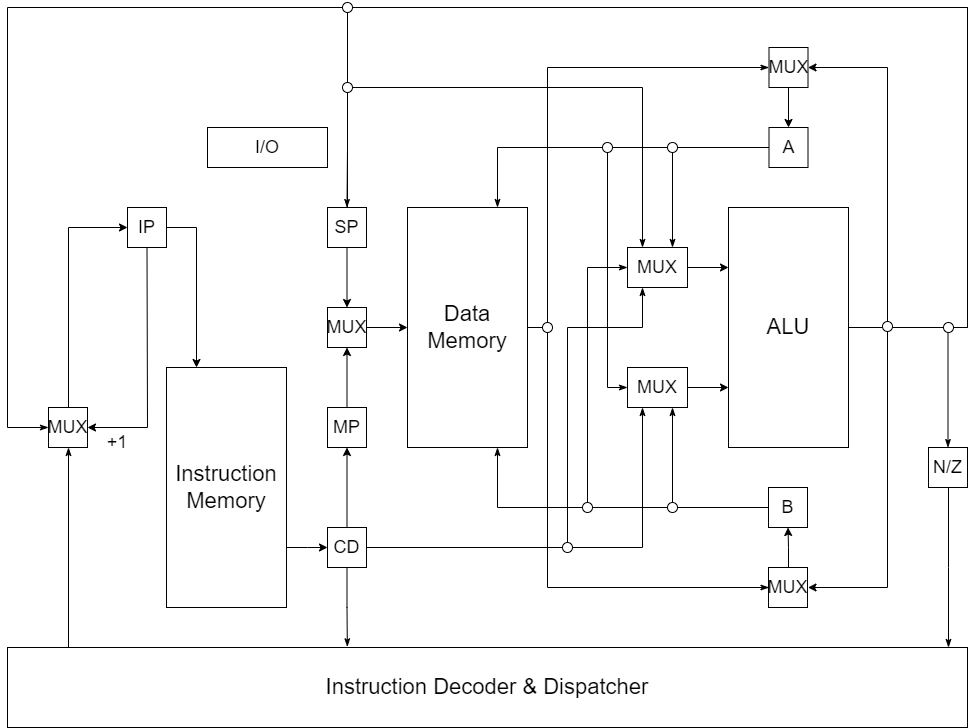 MUX
I/O
A
IP
SP
MUX
MUX
Data
Memory
ALU
MUX
MUX
+1
MP
Instruction
Memory
N/Z
B
CD
MUX
Instruction Decoder & Dispatcher